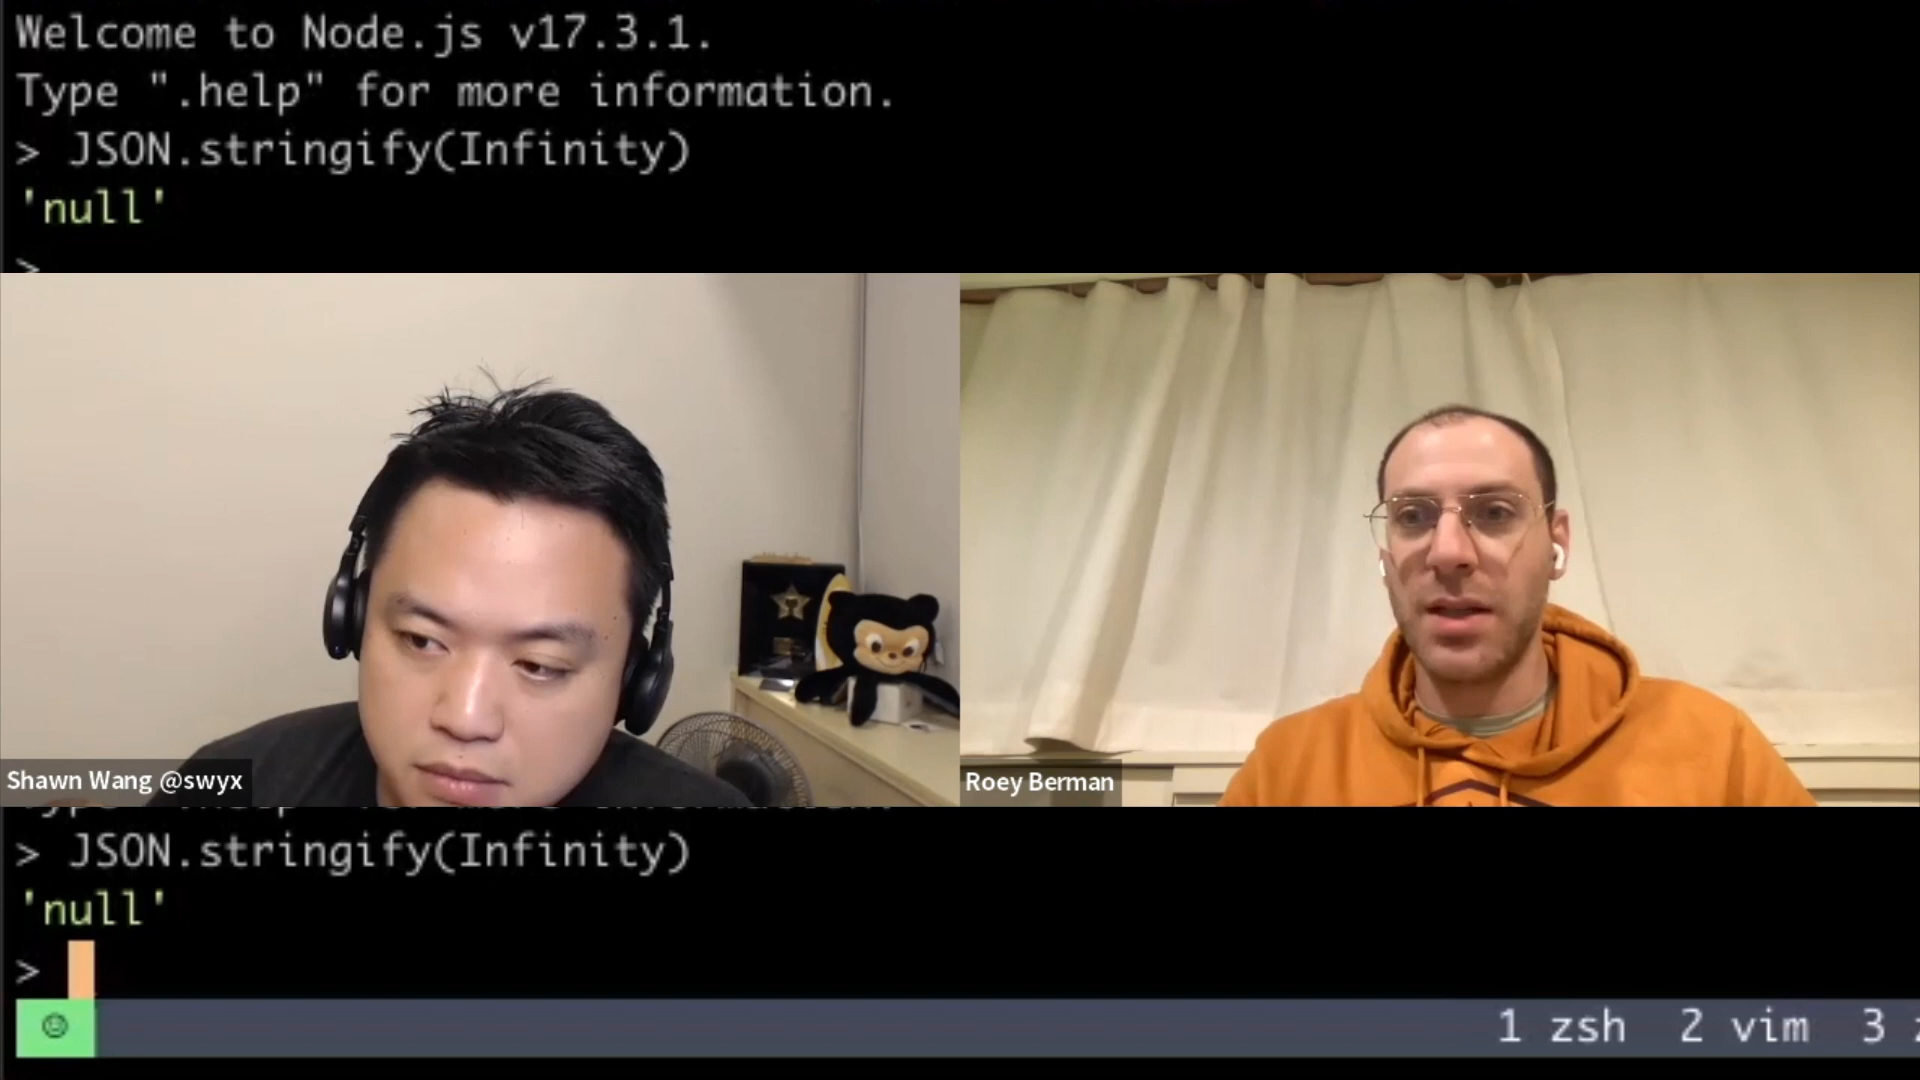 Welcome to Node.js v17.3.1.
Type ".help" for more information.
> JSON.stringify(Infinity)
'null'
>
Shawn Wang @swyx
Roey Berman
> JSON.stringify(Infinity)
'null'
>
1 zsh 2 vim 3